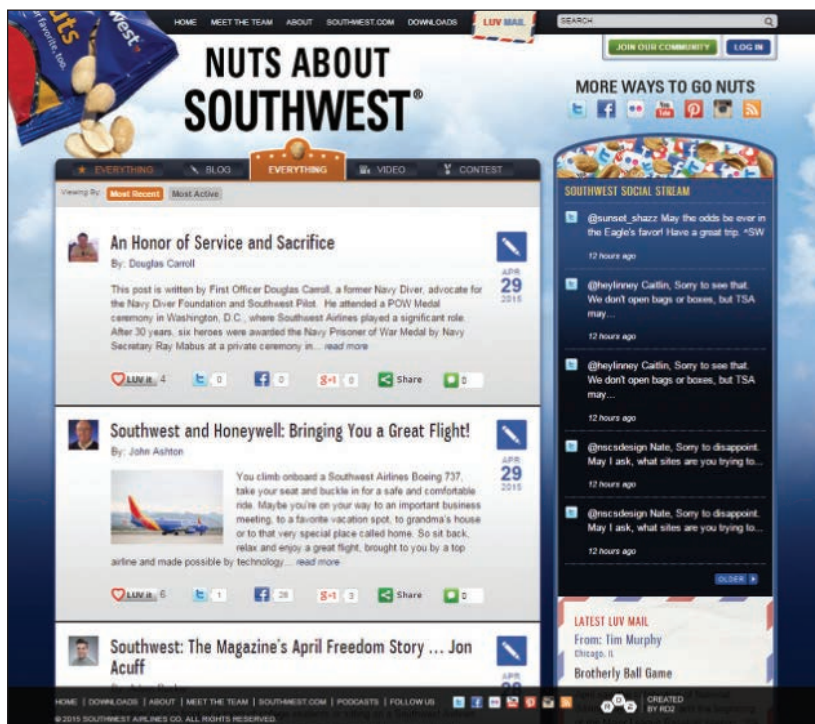 HOME MEET THE TEAM ABOUT SOUTHWEST.COM DOWNLOADS LUV MAIL SEARCH
JOIN OUR COMMUNITY LOG IN
NUTS ABOUT
SOUTHWEST®
MORE WAYS TO GO NUTS
EVERYTHING BLOG EVERYTHING VIDEO CONTEST
Viewing By: Most Recent Most Active
An Honor of Service and Sacrifice
By: Douglas Carroll
APR
29
2015
This post is written by First Officer Douglas Carroll, a former Navy Diver, advocate for
the Navy Diver Foundation and Southwest Pilot. He attended a POW Medal
ceremony in Washington, D.C., where Southwest Airlines played a significant role.
After 30 years, six heroes were awarded the Navy Prisoner of War Medal by Navy
Secretary Ray Mabus at a private ceremony in... read more
LUV it 4 0 0 g+1 0 Share 0
Southwest and Honeywell: Bringing You a Great Flight!
By: John Ashton
APR
29
2015
You climb onboard a Southwest Airlines Boeing 737,
take your seat and buckle in for a safe and comfortable
ride. Maybe you're on your way to an important business
meeting, to a favorite vacation spot, to grandma's house
or to that very special place called home. So sit back,
relax and enjoy a great flight, brought to you by a top
airline and made possible by technology... read more
LUV it 6 1 26 g+1 3 Share 0
Southwest: The Magazine's April Freedom Story ... Jon
Acuff
SOUTHWEST SOCIAL STREAM
@sunset_shazz May the odds be ever in
the Eagle's favor! Have a great trip. ^SW
12 hours ago
@heylinney Caitlin, Sorry to see that.
We don't open bags or boxes, but TSA
may...
12 hours ago
@heylinney Caitlin, Sorry to see that.
We don't open bags or boxes, but TSA
may...
12 hours ago
@nscsdesign Nate, Sorry to disappoint.
May I ask, what sites are you trying to...
12 hours ago
@nscsdesign Nate, Sorry to disappoint.
May I ask, what sites are you trying to...
12 hours ago
OLDER
LATEST LUV MAIL
From: Tim Murphy
Chicago, IL
Brotherly Ball Game
HOME | DOWNLOADS | ABOUT | MEET THE TEAM | SOUTHWEST.COM | PODCASTS | FOLLOW US
CREATED
BY RD2
© 2015 SOUTHWEST AIRLINES CO. ALL RIGHTS RESERVED.